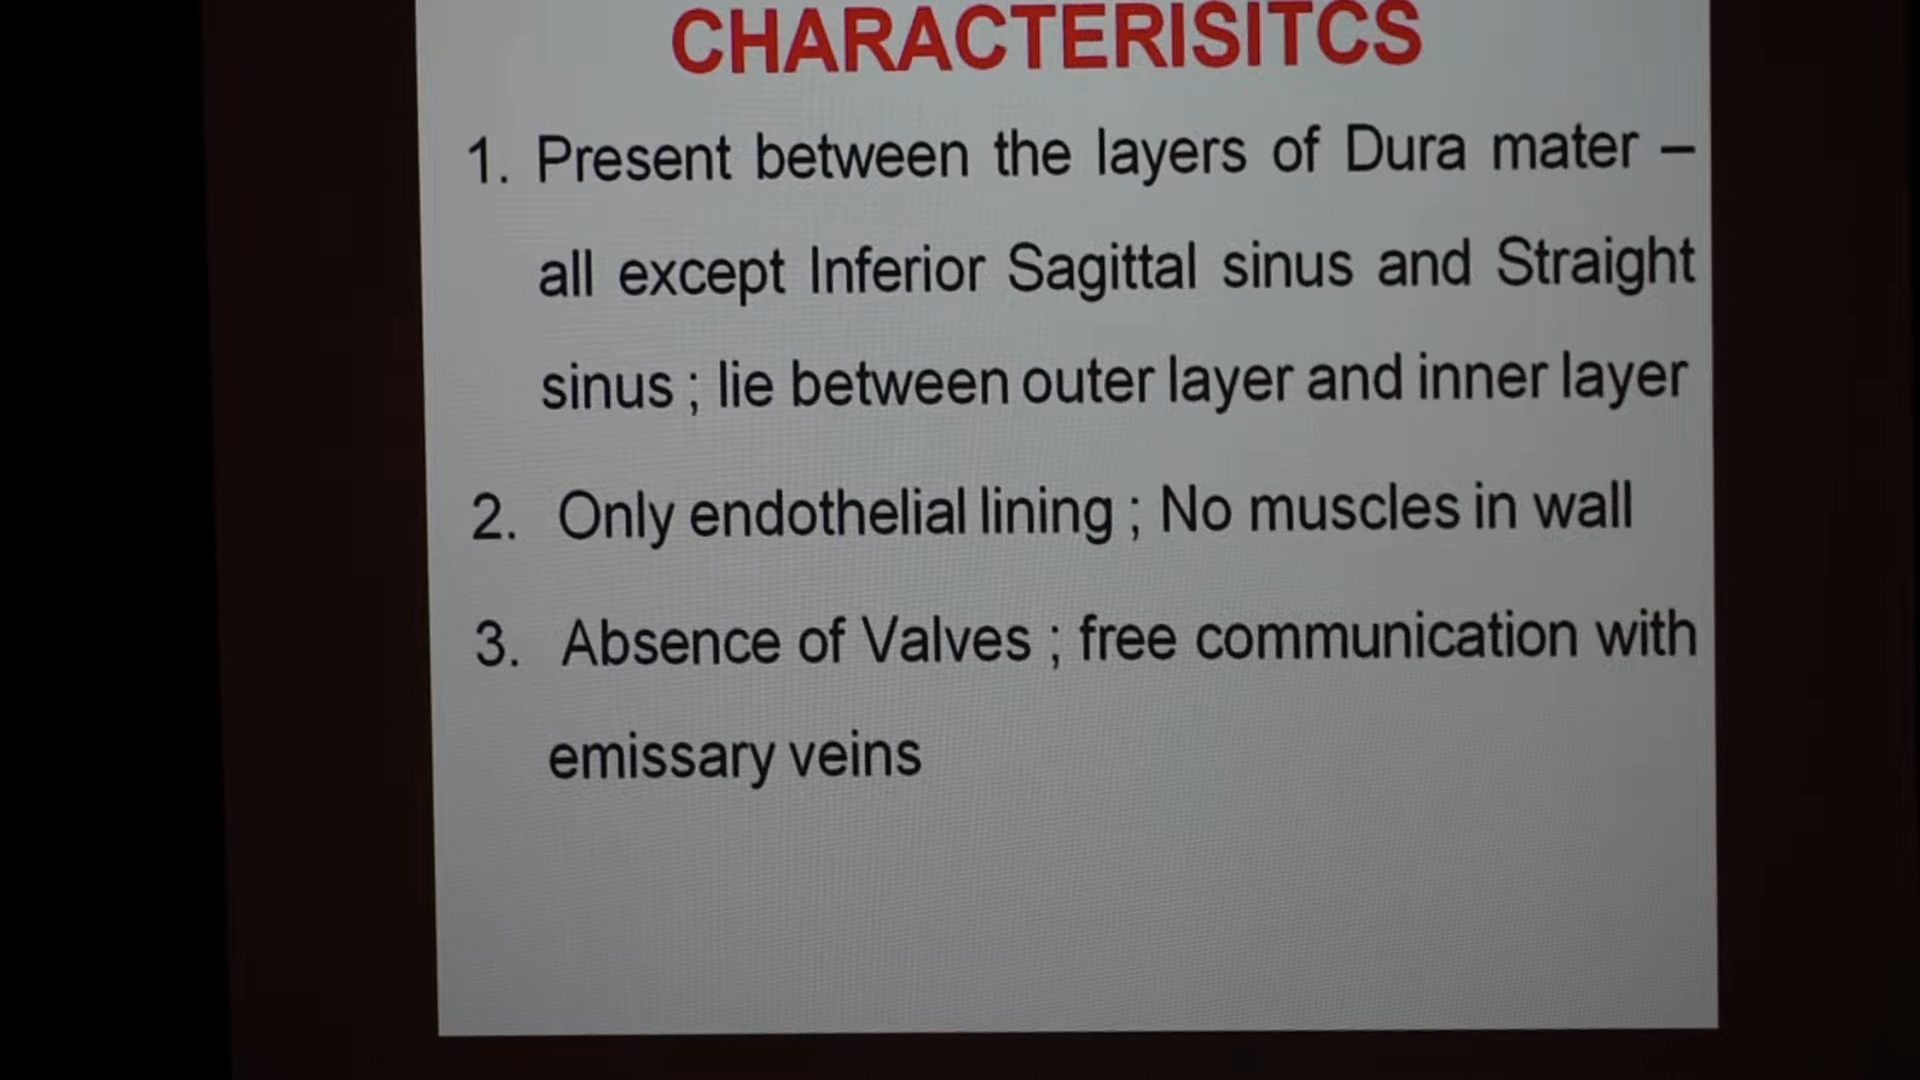 CHARACTERISITCS
1. Present between the layers of Dura mater –
all except Inferior Sagittal sinus and Straight
sinus ; lie between outer layer and inner layer
2. Only endothelial lining ; No muscles in wall
3. Absence of Valves ; free communication with
emissary veins